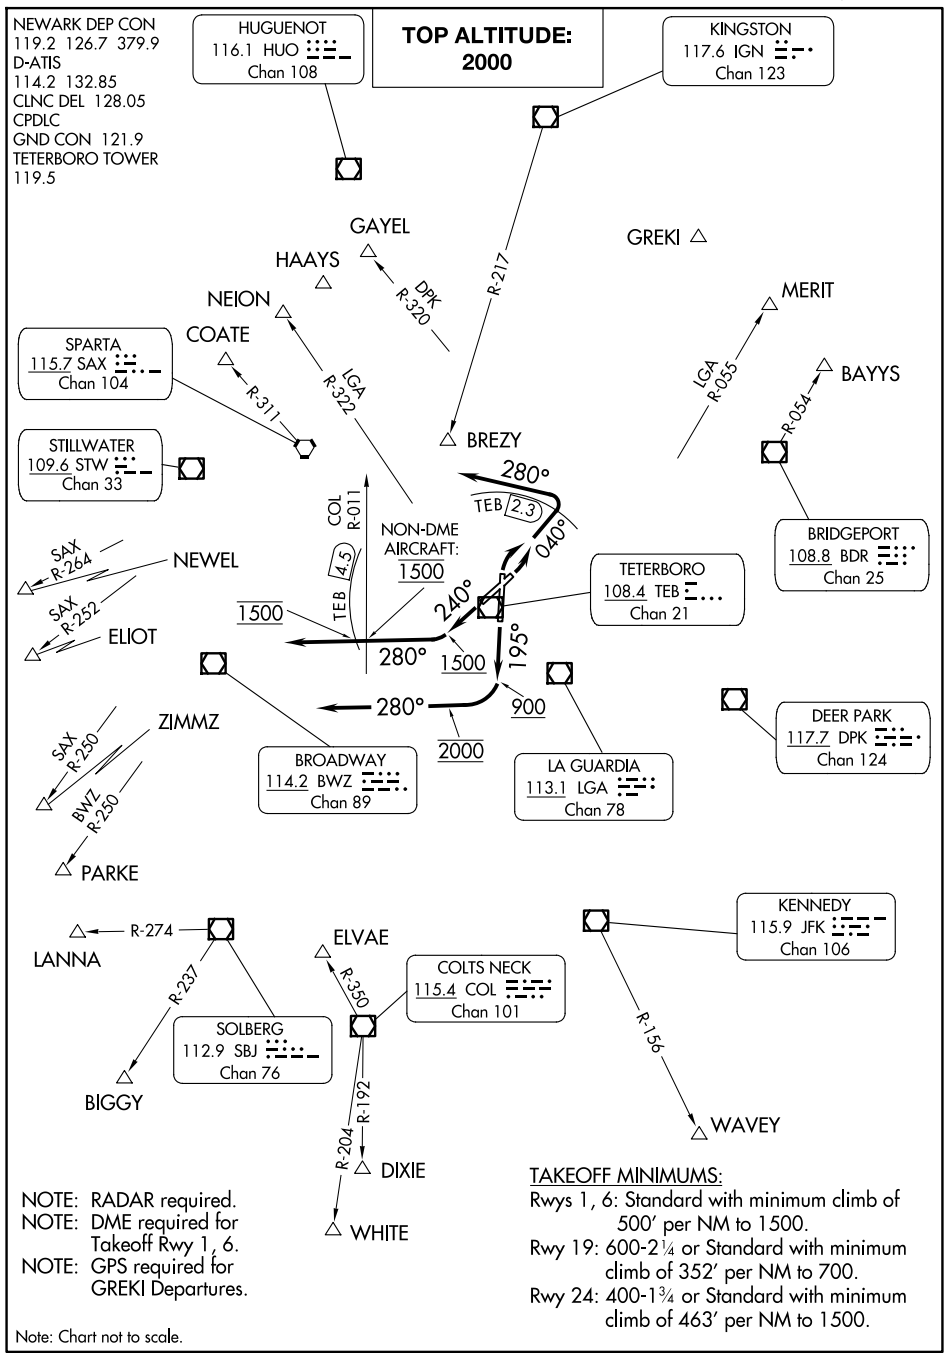 NEWARK DEP CON
119.2 126.7 379.9
D-ATIS
114.2 132.85
CLNC DEL 128.05
CPDLC
GND CON 121.9
TETERBORO TOWER
119.5
HUGUENOT
116.1 HUO
Chan 108
TOP ALTITUDE:
2000
KINGSTON
117.6 IGN
Chan 123
GAYEL
HAAYS
NEION
COATE
GREKI
MERIT
BAYYS
DPK
R-320
R-217
LGA
R-055
R-054
SPARTA
115.7 SAX
Chan 104
R-311
LGA
R-322
STILLWATER
109.6 STW
Chan 33
BREZY
280°
TEB 2.3
040°
COL
R-011
NON-DME
AIRCRAFT:
1500
TEB 4.5
BRIDGEPORT
108.8 BDR
Chan 25
SAX
R-264
NEWEL
SAX
R-252
ELIOT
TETERBORO
108.4 TEB
Chan 21
240°
1500
280°
1500
195°
900
280°
2000
ZIMMZ
SAX
R-250
BWZ
R-250
PARKE
BROADWAY
114.2 BWZ
Chan 89
LA GUARDIA
113.1 LGA
Chan 78
DEER PARK
117.7 DPK
Chan 124
KENNEDY
115.9 JFK
Chan 106
LANNA
R-274
R-237
ELVAE
R-350
COLTS NECK
115.4 COL
Chan 101
SOLBERG
112.9 SBJ
Chan 76
BIGGY
R-192
R-204
R-156
WAVEY
DIXIE
WHITE
NOTE: RADAR required.
NOTE: DME required for
Takeoff Rwy 1, 6.
NOTE: GPS required for
GREKI Departures.
TAKEOFF MINIMUMS:
Rwys 1, 6: Standard with minimum climb of
500' per NM to 1500.
Rwy 19: 600-2¼ or Standard with minimum
climb of 352' per NM to 700.
Rwy 24: 400-1¾ or Standard with minimum
climb of 463' per NM to 1500.
Note: Chart not to scale.